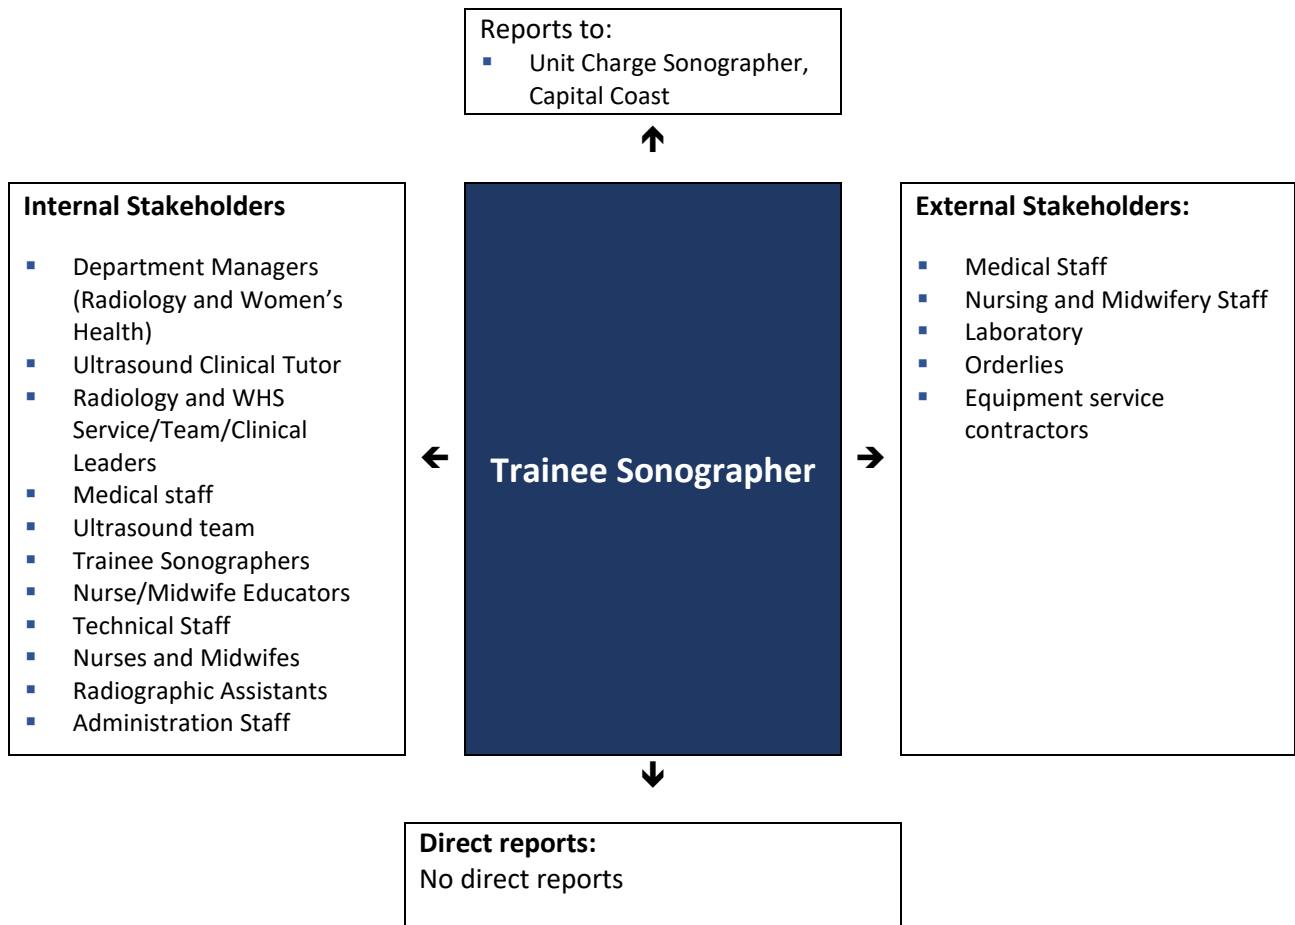 Reports to:
▪ Unit Charge Sonographer,
Capital Coast
Internal Stakeholders
▪ Department Managers
(Radiology and Women’s
Health)
▪ Ultrasound Clinical Tutor
▪ Radiology and WHS
Service/Team/Clinical
Leaders
▪ Medical staff
▪ Ultrasound team
▪ Trainee Sonographers
▪ Nurse/Midwife Educators
▪ Technical Staff
▪ Nurses and Midwifes
▪ Radiographic Assistants
▪ Administration Staff
Trainee Sonographer
External Stakeholders:
▪ Medical Staff
▪ Nursing and Midwifery Staff
▪ Laboratory
▪ Orderlies
▪ Equipment service
contractors
Direct reports:
No direct reports